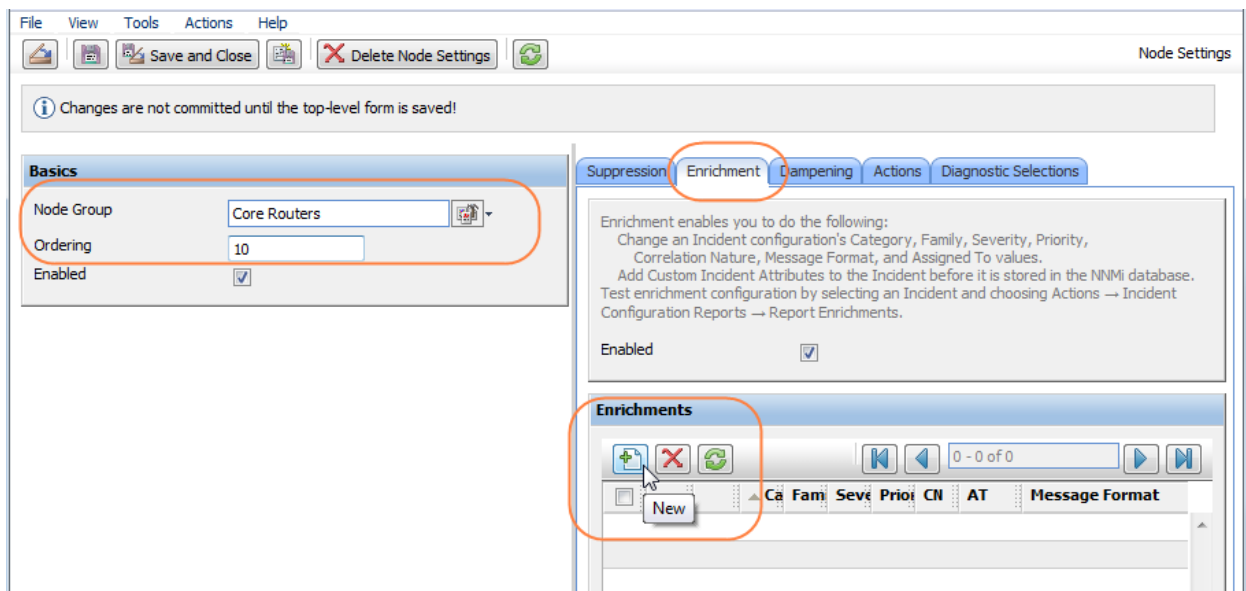 File View Tools Actions Help
Save and Close Delete Node Settings Node Settings
Changes are not committed until the top-level form is saved!
Basics
Node Group Core Routers
Ordering 10
Enabled
Suppression Enrichment Dampening Actions Diagnostic Selections
Enrichment enables you to do the following:
Change an Incident configuration's Category, Family, Severity, Priority,
Correlation Nature, Message Format, and Assigned To values.
Add Custom Incident Attributes to the Incident before it is stored in the NNMi database.
Test enrichment configuration by selecting an Incident and choosing Actions → Incident
Configuration Reports → Report Enrichments.
Enabled
Enrichments
0 - 0 of 0
Ca Fam Seve Prior CN AT Message Format
New